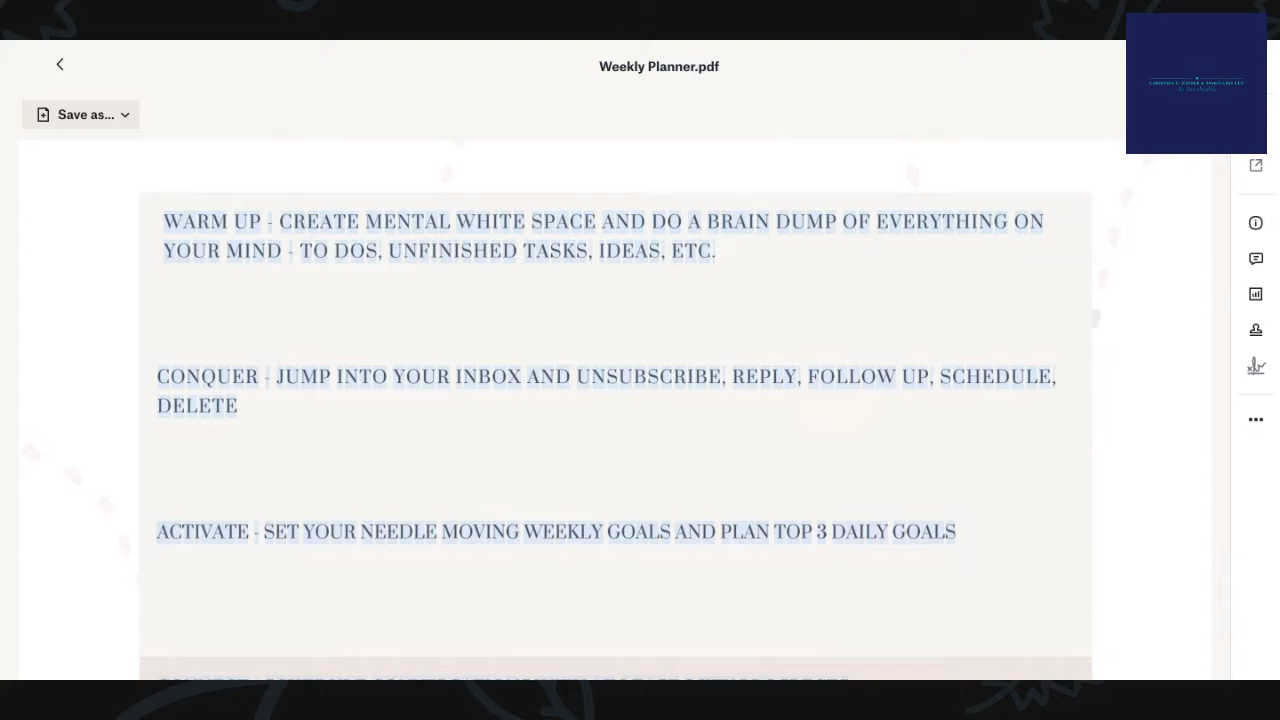 Weekly Planner.pdf
Save as...
WARM UP - CREATE MENTAL WHITE SPACE AND DO A BRAIN DUMP OF EVERYTHING ON
YOUR MIND - TO DOS, UNFINISHED TASKS, IDEAS, ETC.
CONQUER - JUMP INTO YOUR INBOX AND UNSUBSCRIBE, REPLY, FOLLOW UP, SCHEDULE,
DELETE
ACTIVATE - SET YOUR NEEDLE MOVING WEEKLY GOALS AND PLAN TOP 3 DAILY GOALS